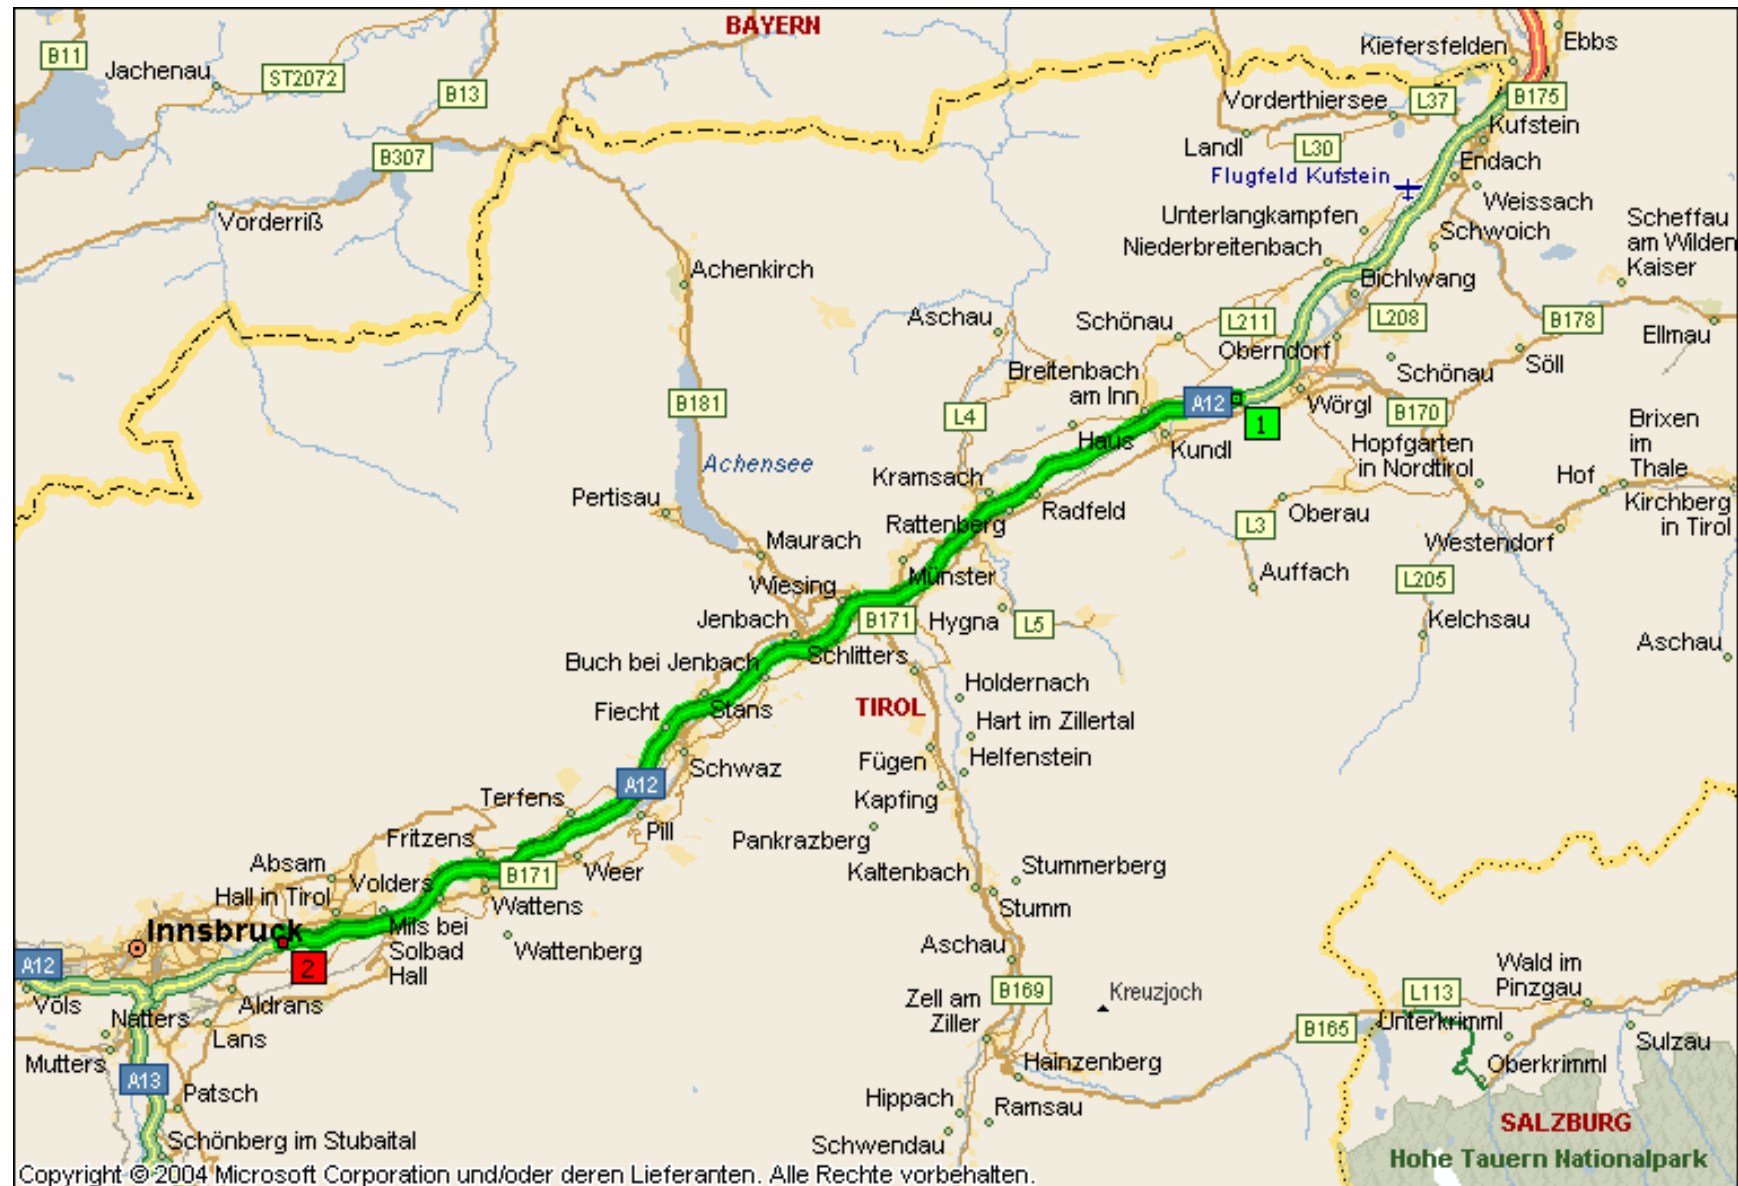 BAYERN
B11
Jachenau
ST2072
B13
Kiefersfelden
Ebbs
Vorderthiersee
L37
B175
Kufstein
B307
Landl
L30
Endach
Flugfeld Kufstein
Weissach
Vorderriß
Unterlangkampfen
Schwoich
Scheffau
am Wilden
Kaiser
Niederbreitenbach
Achenkirch
Bichlwang
Aschau
Schönau
L211
L208
B178
Ellmau
Oberndorf
Breitenbach
am Inn
Schönau
Söll
B181
L4
A12
1
Wörgl
B170
Brixen
im
Thale
Haus
Kundl
Hopfgarten
in Nordtirol
Achensee
Kramsach
Hof
Kirchberg
in Tirol
Pertisau
Rattenberg
Radfeld
L3
Oberau
Westendorf
Maurach
Wiesing
Münster
Auffach
L205
Jenbach
B171
Hygna
L5
Kelchsau
Aschau
Buch bei Jenbach
Schlitters
Holdernach
Fiecht
Stans
TIROL
Hart im Zillertal
Schwaz
Fügen
Helfenstein
A12
Terfens
Kapfing
Fritzens
Pill
Pankrazberg
Absam
Volders
B171
Weer
Kaltenbach
Stummerberg
Hall in Tirol
Wattens
Stumm
Innsbruck
Mils bei
Solbad
Hall
Wattenberg
Aschau
A12
2
Wald im
Pinzgau
Völs
Aldrans
Zell am
Ziller
B169
Kreuzjoch
L113
Natters
Lans
B165
Unterkrimml
Sulzau
Mutters
Hainzenberg
Oberkrimml
A13
Patsch
Hippach
Ramsau
SALZBURG
Schönberg im Stubaital
Schwendau
Hohe Tauern Nationalpark
Copyright © 2004 Microsoft Corporation und/oder deren Lieferanten. Alle Rechte vorbehalten.